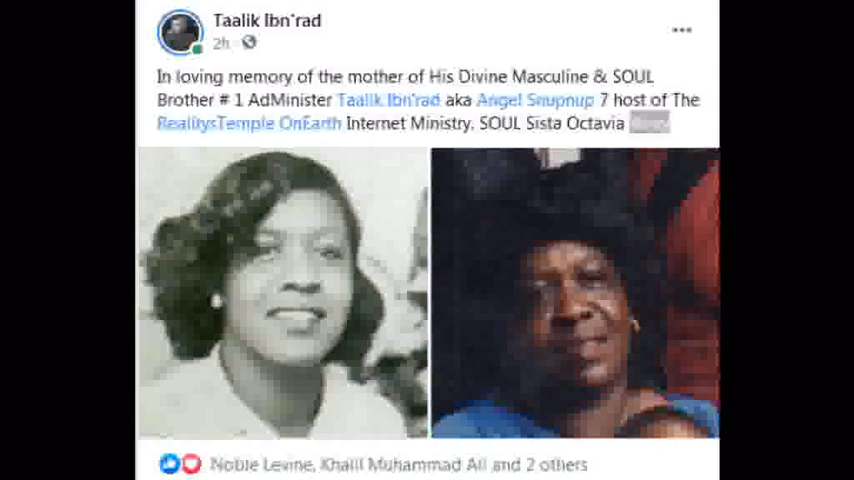 Taalik Ibn'rad
2h
In loving memory of the mother of His Divine Masculine & SOUL
Brother # 1 AdMinister Taalik Ibn'rad aka Angel Snupnup 7 host of The
RealitysTemple OnEarth Internet Ministry. SOUL Sista Octavia
Noble Levine, Khalil Muhammad Ali and 2 others